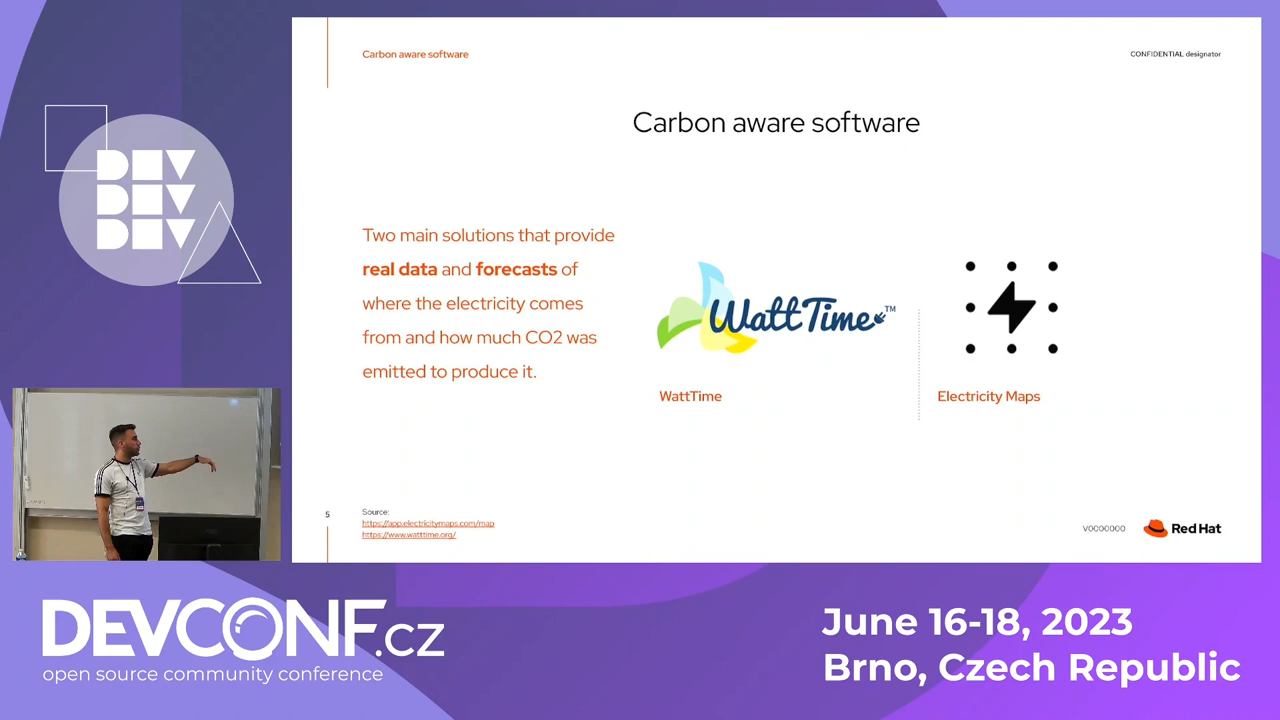 Carbon aware software
CONFIDENTIAL designator
Carbon aware software
Two main solutions that provide
real data and forecasts of
where the electricity comes
from and how much CO2 was
emitted to produce it.
WattTime™
WattTime
Electricity Maps
5
Source:
https://app.electricitymaps.com/map
https://www.watttime.org/
V0000000
Red Hat
DEV
DEV
DEV
DEVCONF.CZ
open source community conference
June 16-18, 2023
Brno, Czech Republic